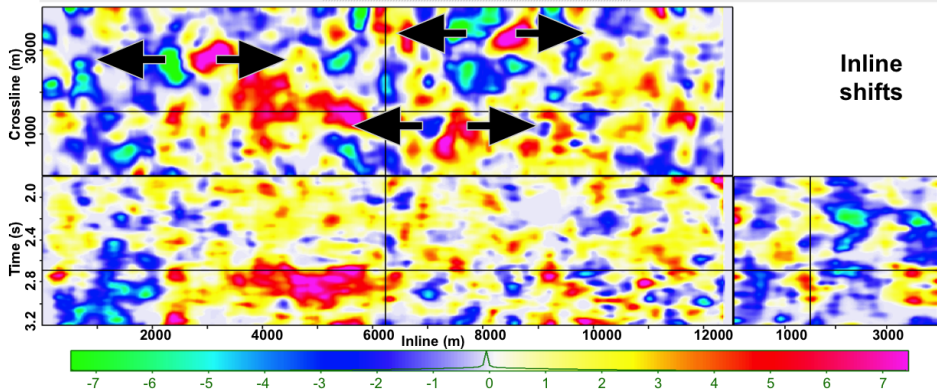 3000
1000
Crossline (m)
Inline
shifts
2.0
2.4
2.8
3.2
Time (s)
2000 4000 6000 8000 10000 12000 1000 3000
Inline (m)
-7 -6 -5 -4 -3 -2 -1 0 1 2 3 4 5 6 7